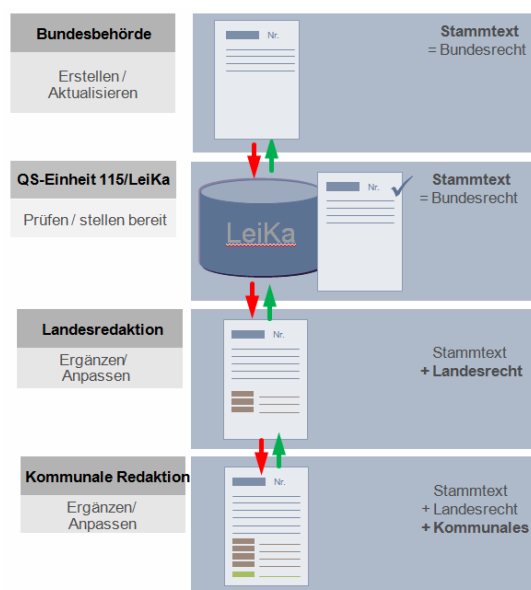 Bundesbehörde
Erstellen /
Aktualisieren
Nr.
Stammtext
= Bundesrecht
QS-Einheit 115/LeiKa
Prüfen / stellen bereit
LeiKa
Nr.
Stammtext
= Bundesrecht
Landesredaktion
Ergänzen/
Anpassen
Nr.
Stammtext
+ Landesrecht
Kommunale Redaktion
Ergänzen/
Anpassen
Nr.
Stammtext
+ Landesrecht
+ Kommunales